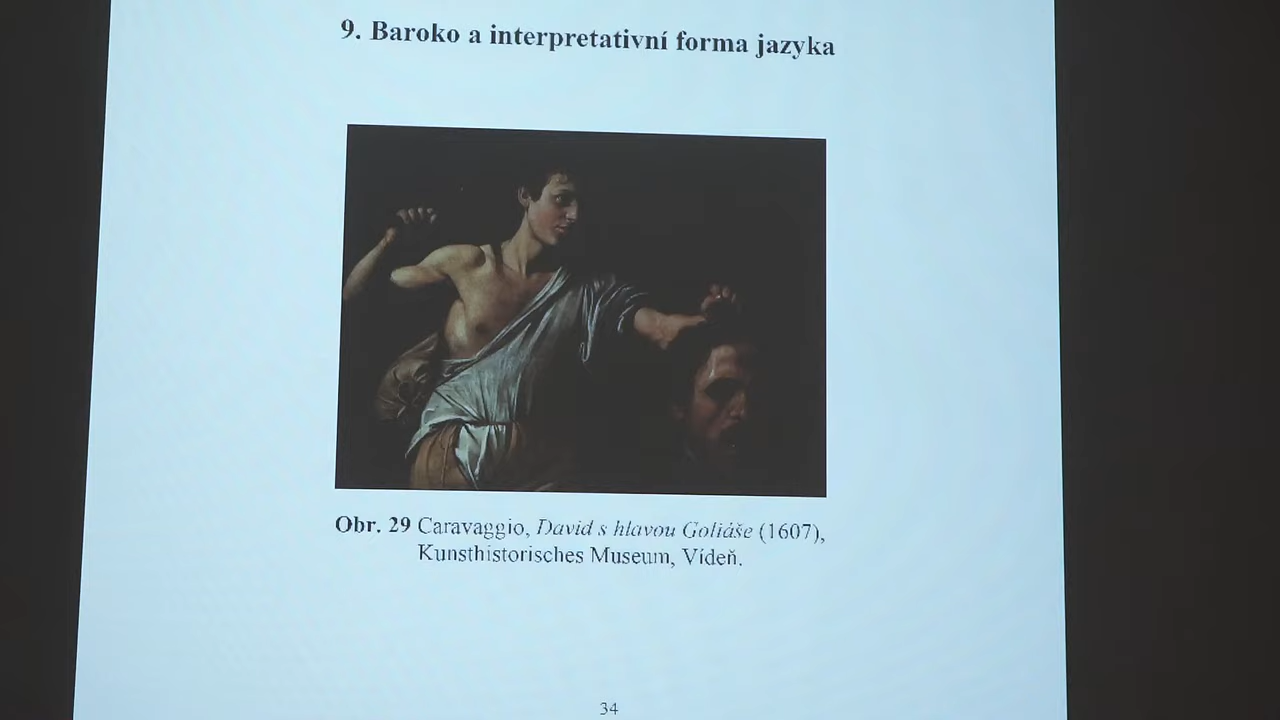 9. Baroko a interpretativní forma jazyka
Obr. 29 Caravaggio, David s hlavou Goliáše (1607),
Kunsthistorisches Museum, Vídeň.
34